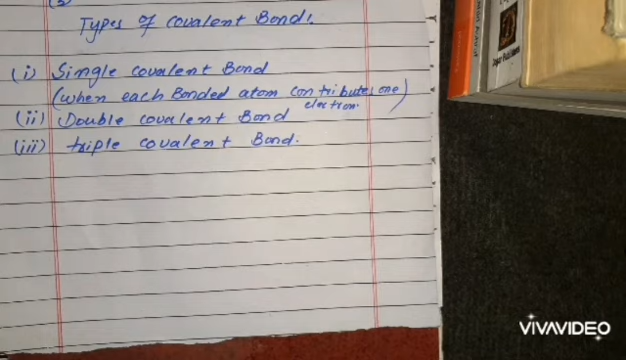 Types of covalent Bond:
(i) Single covalent Bond
(when each Bonded atom contributes one)
electron.
(ii) Double covalent Bond
(iii) triple covalent Bond.
VIVAVIDEO